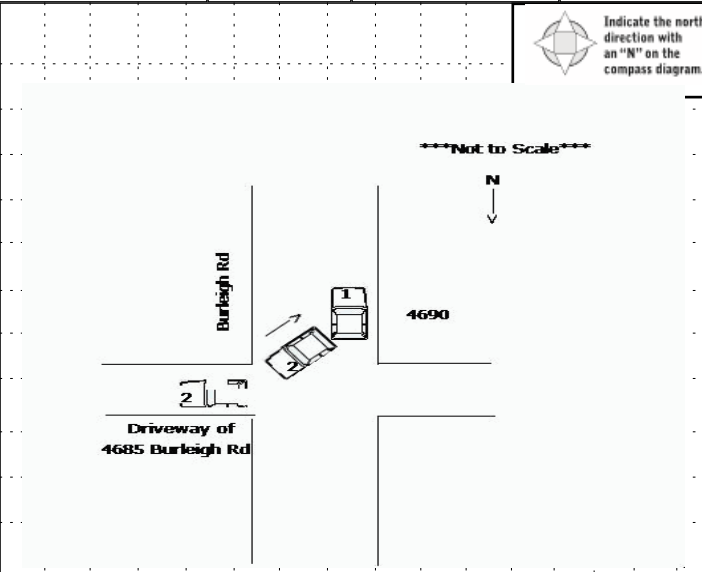 Indicate the north
direction with
an “N” on the
compass diagram.
***Not to Scale***
N
Burleigh Rd
1
4690
2
2
Driveway of
4685 Burleigh Rd